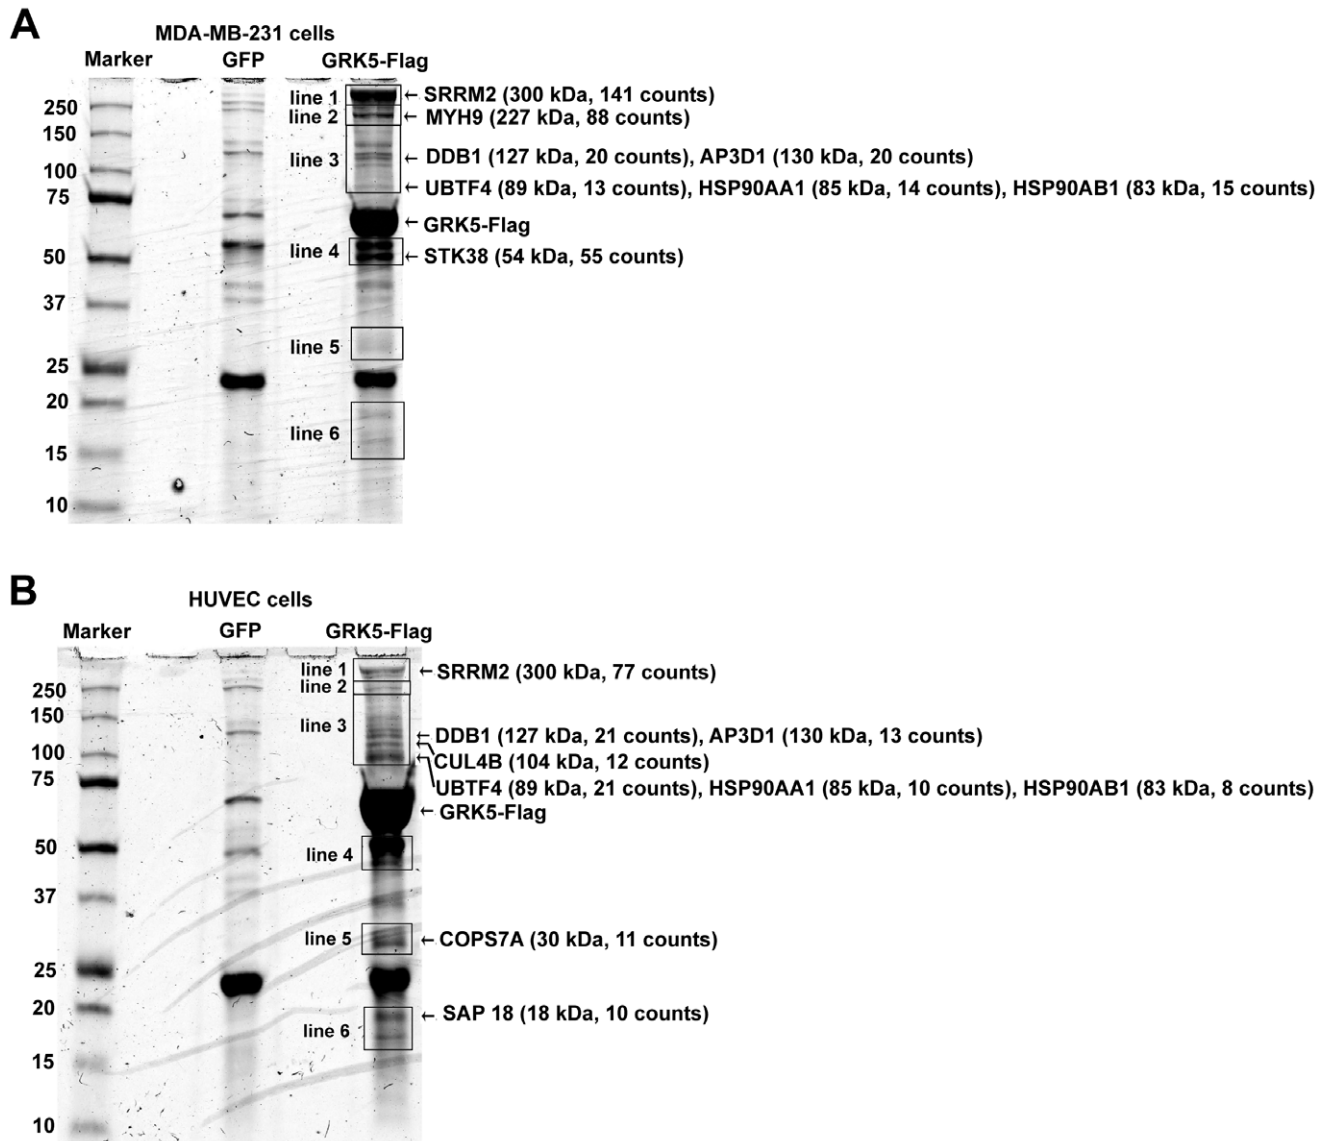 A
MDA-MB-231 cells
Marker GFP GRK5-Flag
250
150
100
75
50
37
25
20
15
10
line 1
line 2
line 3
line 4
line 5
line 6
← SRRM2 (300 kDa, 141 counts)
← MYH9 (227 kDa, 88 counts)
← DDB1 (127 kDa, 20 counts), AP3D1 (130 kDa, 20 counts)
← UBTF4 (89 kDa, 13 counts), HSP90AA1 (85 kDa, 14 counts), HSP90AB1 (83 kDa, 15 counts)
← GRK5-Flag
← STK38 (54 kDa, 55 counts)
B
HUVEC cells
Marker GFP GRK5-Flag
250
150
100
75
50
37
25
20
15
10
line 1
line 2
line 3
line 4
line 5
line 6
← SRRM2 (300 kDa, 77 counts)
← DDB1 (127 kDa, 21 counts), AP3D1 (130 kDa, 13 counts)
CUL4B (104 kDa, 12 counts)
UBTF4 (89 kDa, 21 counts), HSP90AA1 (85 kDa, 10 counts), HSP90AB1 (83 kDa, 8 counts)
← GRK5-Flag
← COPS7A (30 kDa, 11 counts)
← SAP 18 (18 kDa, 10 counts)